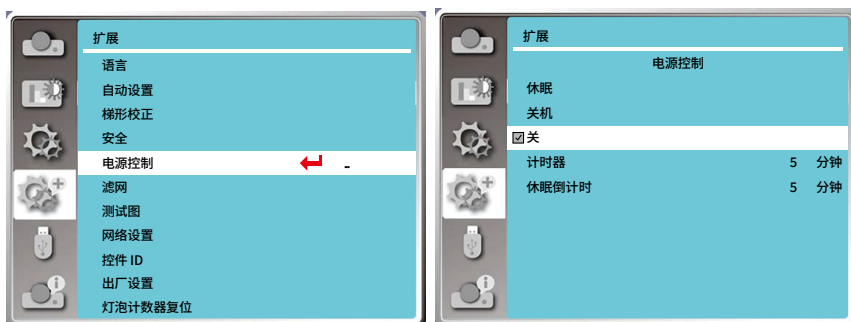 扩展
语言
自动设置
梯形校正
安全
电源控制
滤网
测试图
网络设置
控件 ID
出厂设置
灯泡计数器复位
扩展
电源控制
休眠
关机
关
计时器 5 分钟
休眠倒计时 5 分钟